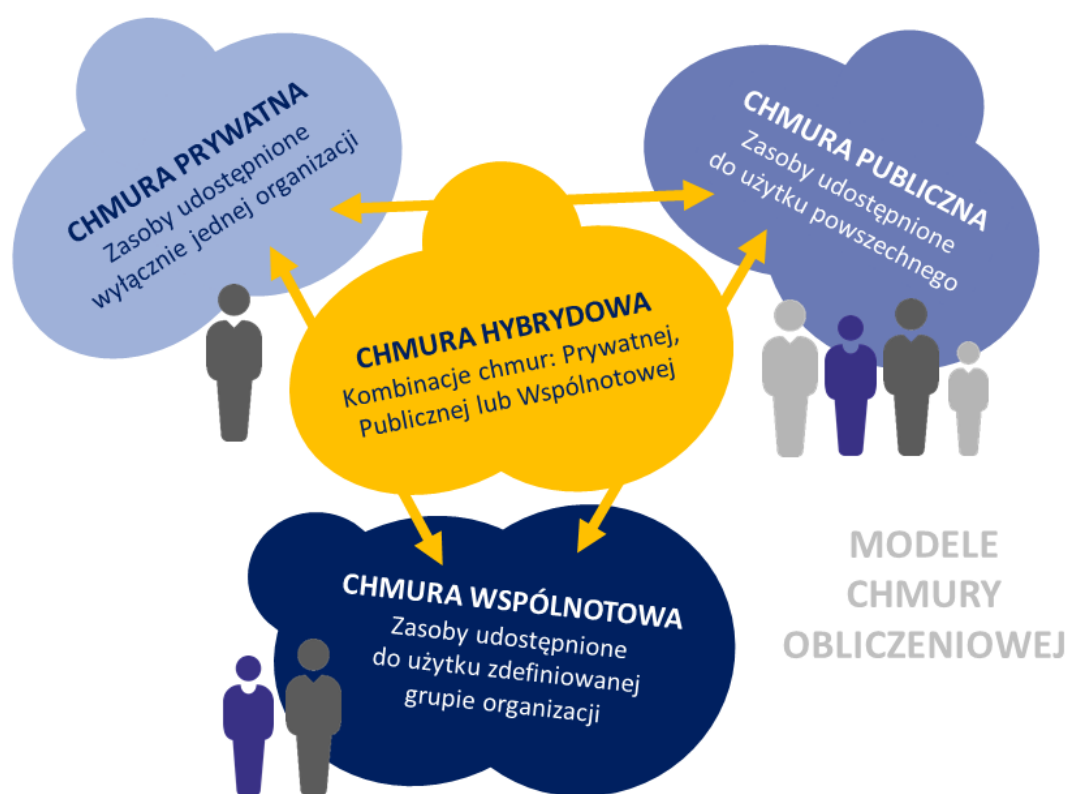 CHMURA PRYWATNA
Zasoby udostępnione
wyłącznie jednej organizacji
CHMURA PUBLICZNA
Zasoby udostępnione
do użytku powszechnego
CHMURA HYBRYDOWA
Kombinacje chmur: Prywatnej,
Publicznej lub Wspólnotowej
CHMURA WSPÓLNOTOWA
Zasoby udostępnione
do użytku zdefiniowanej
grupie organizacji
MODELE
CHMURY
OBLICZENIOWEJ